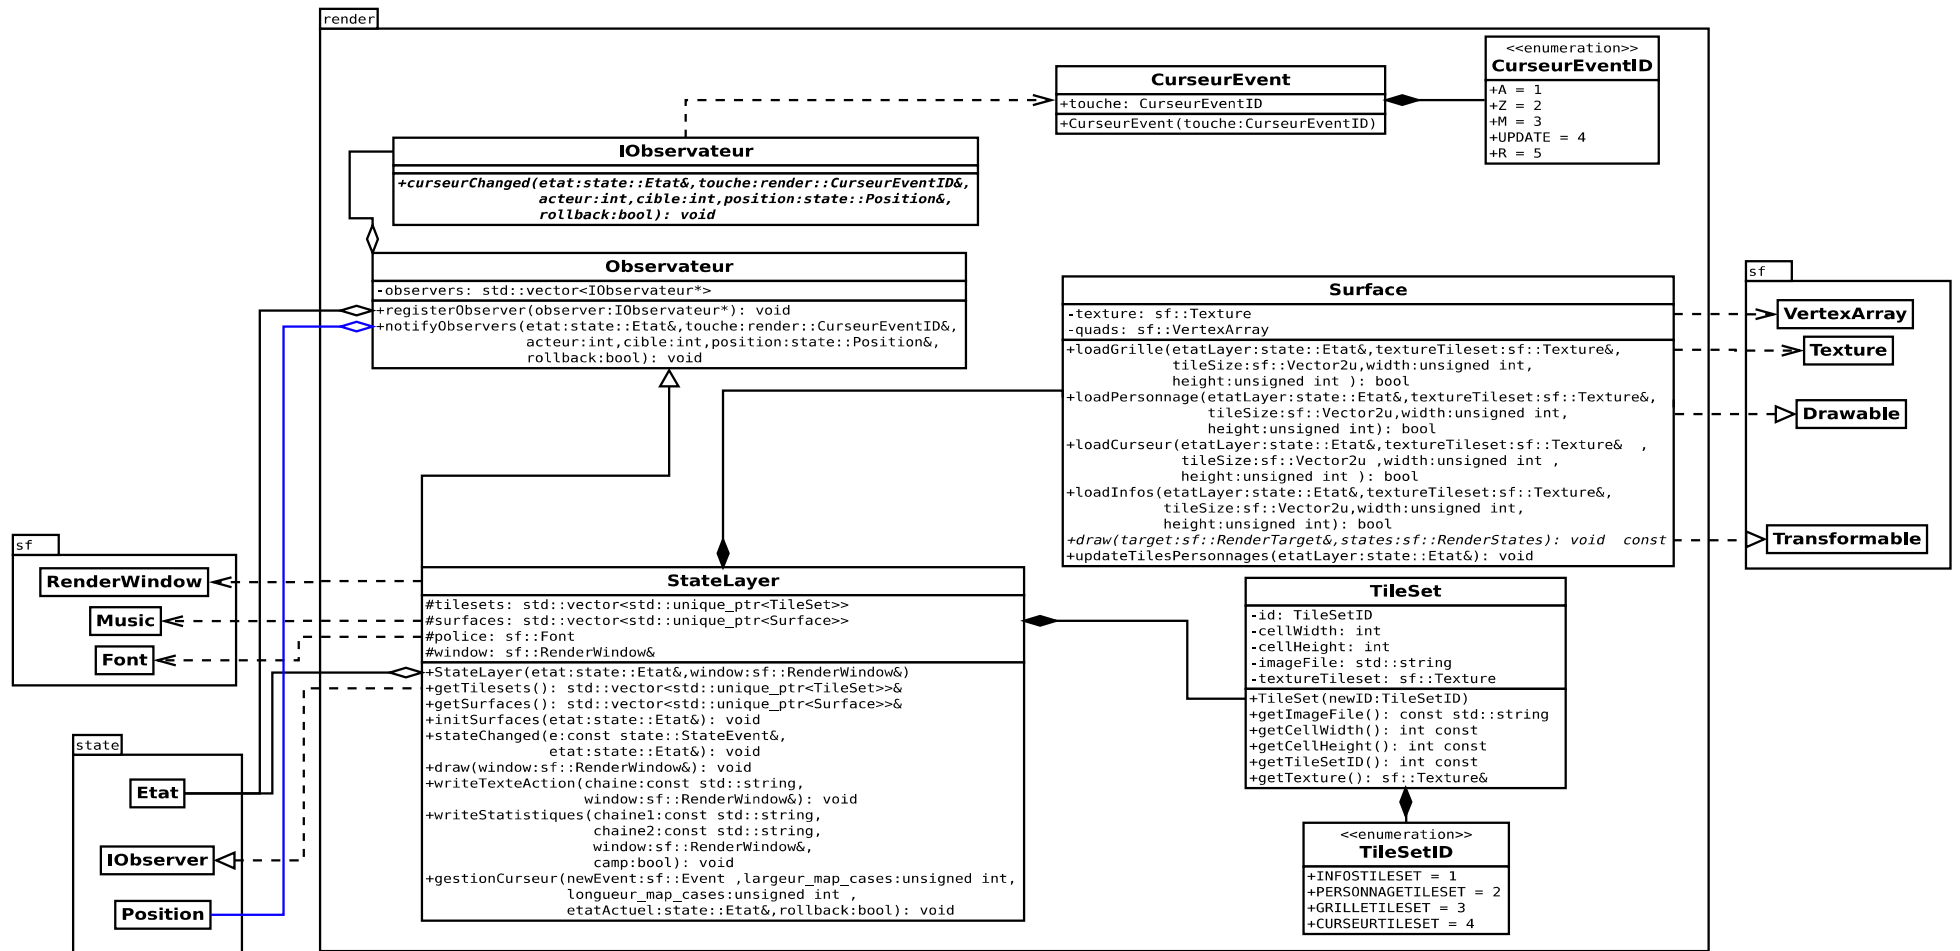 render
<<enumeration>>
CurseurEventID
+A = 1
+Z = 2
+M = 3
+UPDATE = 4
+R = 5
CurseurEvent
+touche: CurseurEventID
+CurseurEvent(touche:CurseurEventID)
IObservateur
+curseurChanged(etat:state::Etat&,touche:render::CurseurEventID&,
acteur:int,cible:int,position:state::Position&,
rollback:bool): void
Observateur
-observers: std::vector<IObservateur*>
+registerObserver(observer:IObservateur*): void
+notifyObservers(etat:state::Etat&,touche:render::CurseurEventID&,
acteur:int,cible:int,position:state::Position&,
rollback:bool): void
Surface
-texture: sf::Texture
-quads: sf::VertexArray
+loadGrille(etatLayer:state::Etat&,textureTileset:sf::Texture&,
tileSize:sf::Vector2u,width:unsigned int,
height:unsigned int ): bool
+loadPersonnage(etatLayer:state::Etat&,textureTileset:sf::Texture&,
tileSize:sf::Vector2u,width:unsigned int,
height:unsigned int): bool
+loadCurseur(etatLayer:state::Etat&,textureTileset:sf::Texture& ,
tileSize:sf::Vector2u ,width:unsigned int ,
height:unsigned int ): bool
+loadInfos(etatLayer:state::Etat&,textureTileset:sf::Texture&,
tileSize:sf::Vector2u,width:unsigned int,
height:unsigned int): bool
+draw(target:sf::RenderTarget&,states:sf::RenderStates): void const
+updateTilesPersonnages(etatLayer:state::Etat&): void
sf
VertexArray
Texture
Drawable
Transformable
sf
RenderWindow
Music
Font
state
Etat
IObserver
Position
StateLayer
#tilesets: std::vector<std::unique_ptr<TileSet>>
#surfaces: std::vector<std::unique_ptr<Surface>>
#police: sf::Font
#window: sf::RenderWindow&
+StateLayer(etat:state::Etat&,window:sf::RenderWindow&)
+getTilesets(): std::vector<std::unique_ptr<TileSet>>&
+getSurfaces(): std::vector<std::unique_ptr<Surface>>&
+initSurfaces(etat:state::Etat&): void
+stateChanged(e:const state::StateEvent&,
etat:state::Etat&): void
+draw(window:sf::RenderWindow&): void
+writeTexteAction(chaine:const std::string,
window:sf::RenderWindow&): void
+writeStatistiques(chaine1:const std::string,
chaine2:const std::string,
window:sf::RenderWindow&,
camp:bool): void
+gestionCurseur(newEvent:sf::Event ,largeur_map_cases:unsigned int,
longueur_map_cases:unsigned int ,
etatActuel:state::Etat&,rollback:bool): void
TileSet
-id: TileSetID
-cellWidth: int
-cellHeight: int
-imageFile: std::string
-textureTileset: sf::Texture
+TileSet(newID:TileSetID)
+getImageFile(): const std::string
+getCellWidth(): int const
+getCellHeight(): int const
+getTileSetID(): int const
+getTexture(): sf::Texture&
<<enumeration>>
TileSetID
+INFOSTILESET = 1
+PERSONNAGETILESET = 2
+GRILLETILESET = 3
+CURSEURTILESET = 4